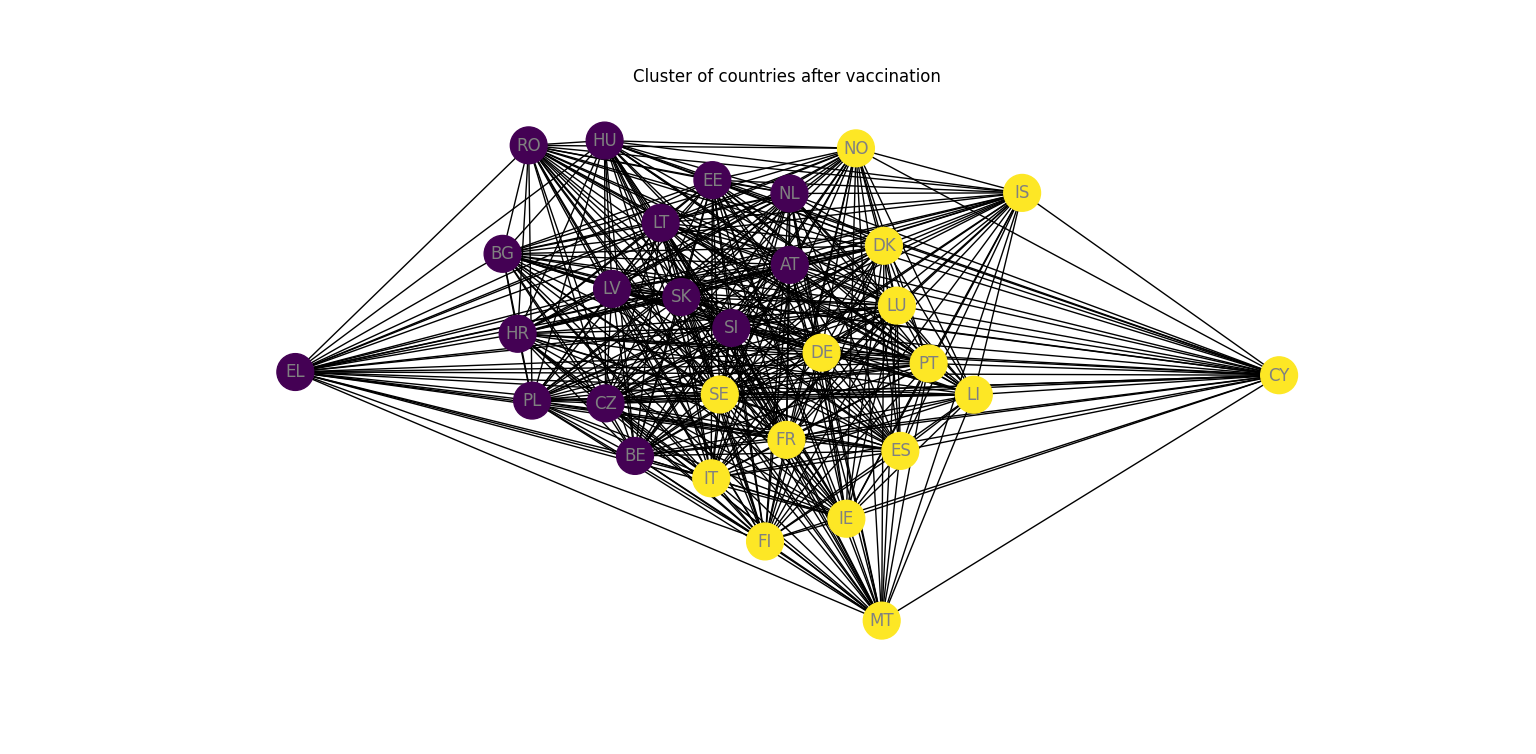 Cluster of countries after vaccination
RO
HU
NO
EE
NL
IS
LT
DK
BG
AT
LV
SK
LU
SI
HR
DE
PT
EL
CY
SE
LI
PL
CZ
FR
ES
BE
IT
IE
FI
MT